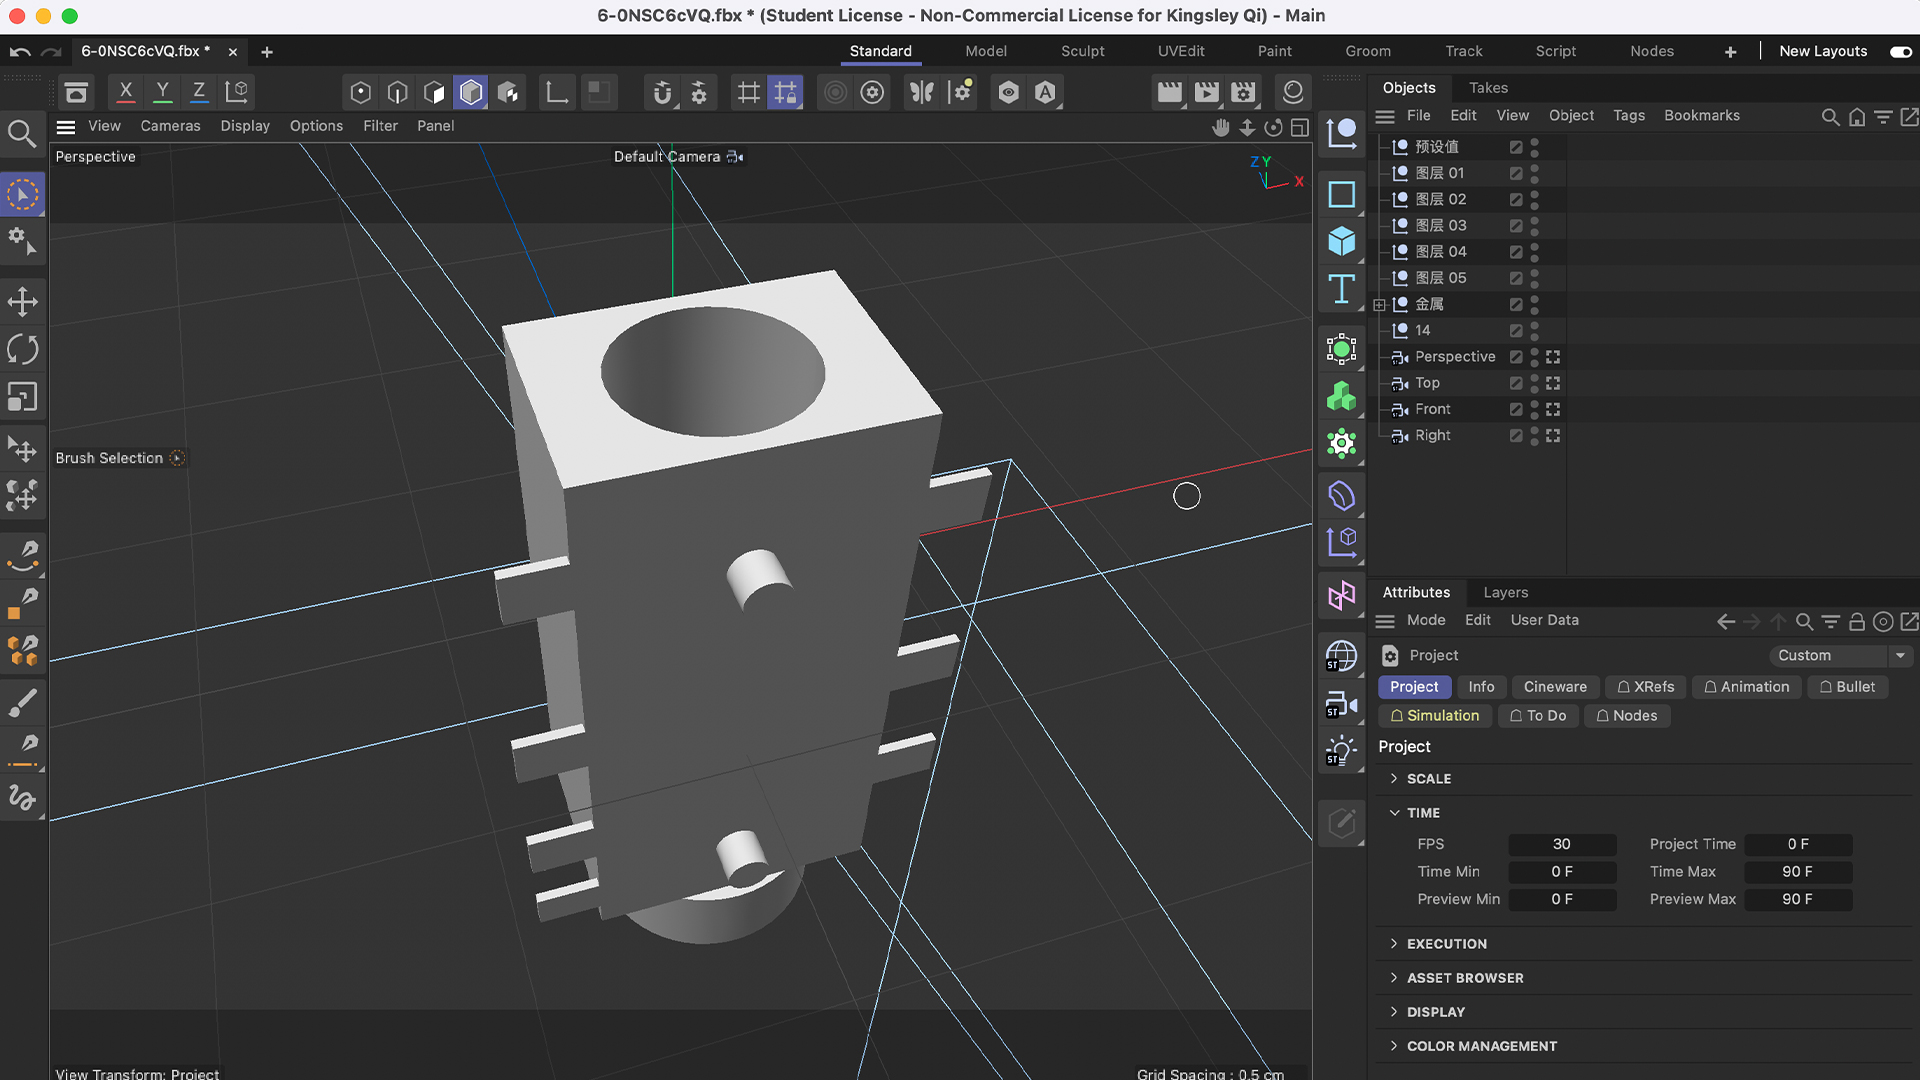 6-0NSC6cVQ.fbx * (Student License - Non-Commercial License for Kingsley Qi) - Main
6-0NSC6cVQ.fbx *
Standard Model Sculpt UVEdit Paint Groom Track Script Nodes New Layouts
X Y Z
Objects Takes
File Edit View Object Tags Bookmarks
View Cameras Display Options Filter Panel
Perspective
Default Camera
Z Y X
预设值
图层 01
图层 02
图层 03
图层 04
图层 05
金属
14
Perspective
Top
Front
Right
Brush Selection
Attributes Layers
Mode Edit User Data
Project Custom
Project Info Cineware XRefs Animation Bullet
Simulation To Do Nodes
Project
SCALE
TIME
FPS 30 Project Time 0 F
Time Min 0 F Time Max 90 F
Preview Min 0 F Preview Max 90 F
EXECUTION
ASSET BROWSER
DISPLAY
COLOR MANAGEMENT
ST
ST
ST
View Transform: Project
Grid Spacing : 0.5 cm